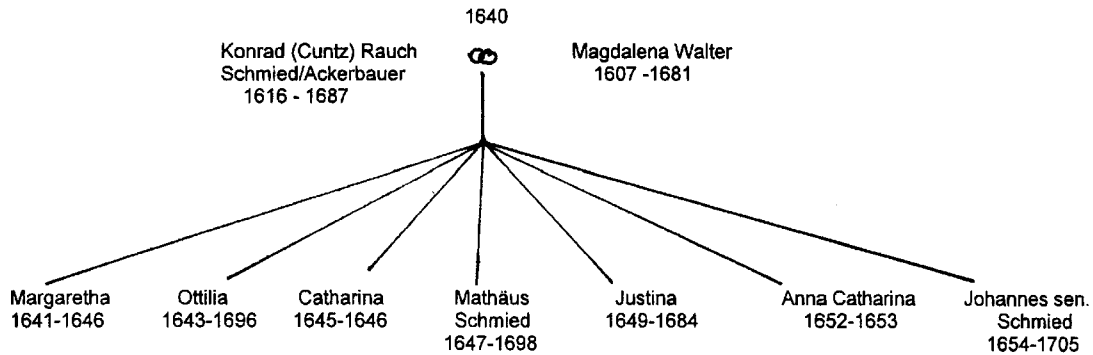 1640
Konrad (Cuntz) Rauch
Schmied/Ackerbauer
1616 - 1687
Magdalena Walter
1607 -1681
Margaretha
1641-1646
Ottilia
1643-1696
Catharina
1645-1646
Mathäus
Schmied
1647-1698
Justina
1649-1684
Anna Catharina
1652-1653
Johannes sen.
Schmied
1654-1705